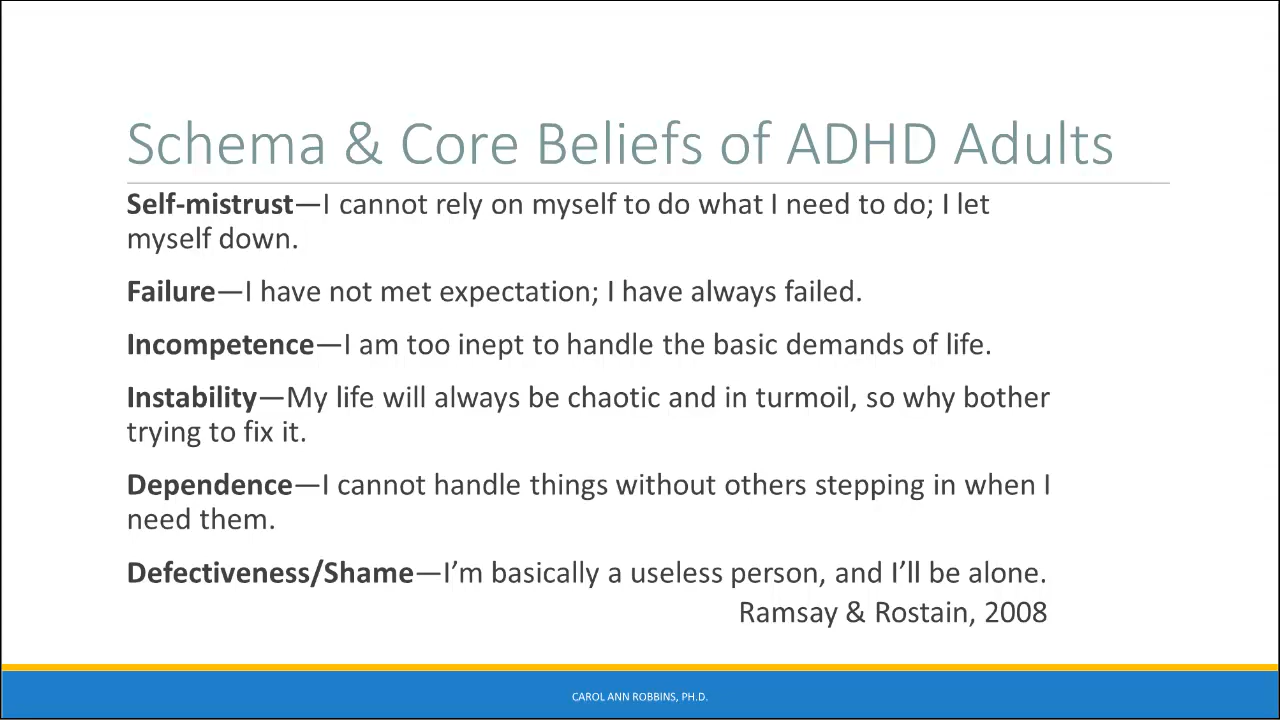 Schema & Core Beliefs of ADHD Adults
Self-mistrust—I cannot rely on myself to do what I need to do; I let
myself down.
Failure—I have not met expectation; I have always failed.
Incompetence—I am too inept to handle the basic demands of life.
Instability—My life will always be chaotic and in turmoil, so why bother
trying to fix it.
Dependence—I cannot handle things without others stepping in when I
need them.
Defectiveness/Shame—I’m basically a useless person, and I’ll be alone.
Ramsay & Rostain, 2008
CAROL ANN ROBBINS, PH.D.